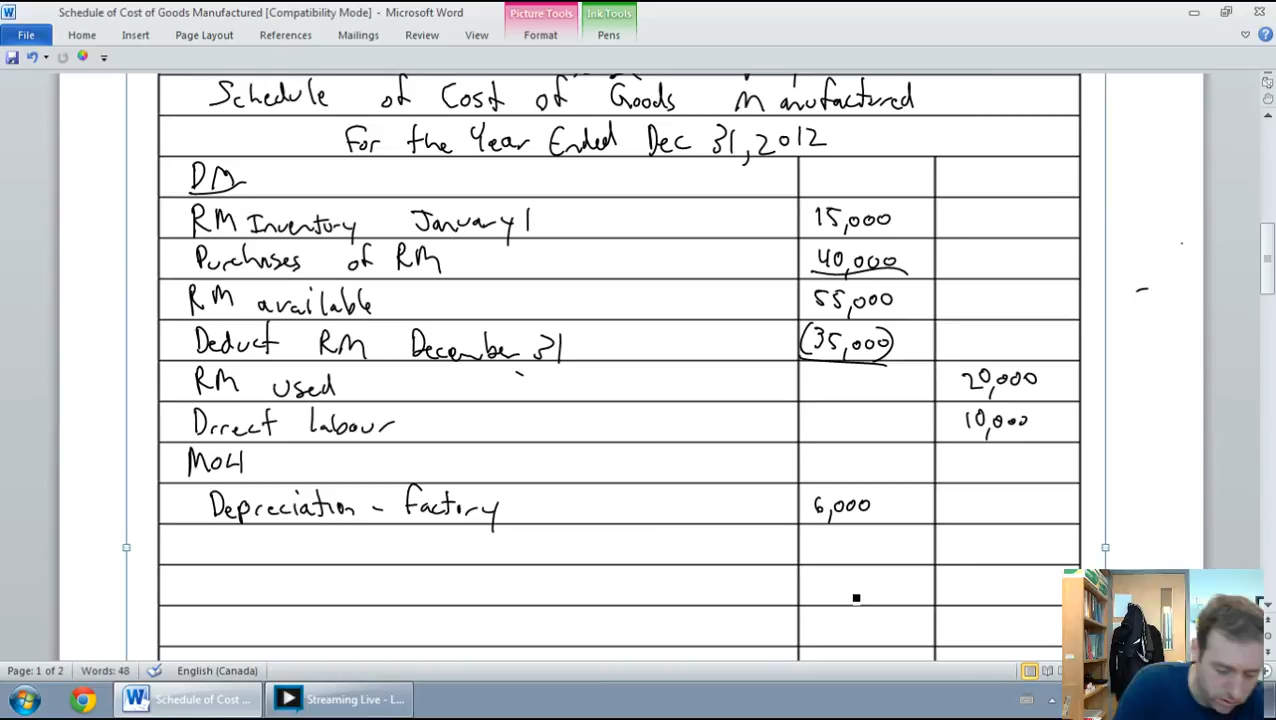 Schedule of Cost of Goods Manufactured [Compatibility Mode] - Microsoft Word
Picture Tools
Ink Tools
File Home Insert Page Layout References Mailings Review View Format Pens
Schedule of Cost of Goods Manufactured
For the Year Ended Dec 31, 2012
DM
RM Inventory January 1 15,000
Purchases of RM 40,000
RM available 55,000
Deduct RM December 31 (35,000)
RM used 20,000
Direct labour 10,000
MOH
Depreciation - factory 6,000
Page: 1 of 2 Words: 48 English (Canada)
Schedule of Cost ...
Streaming Live - L...